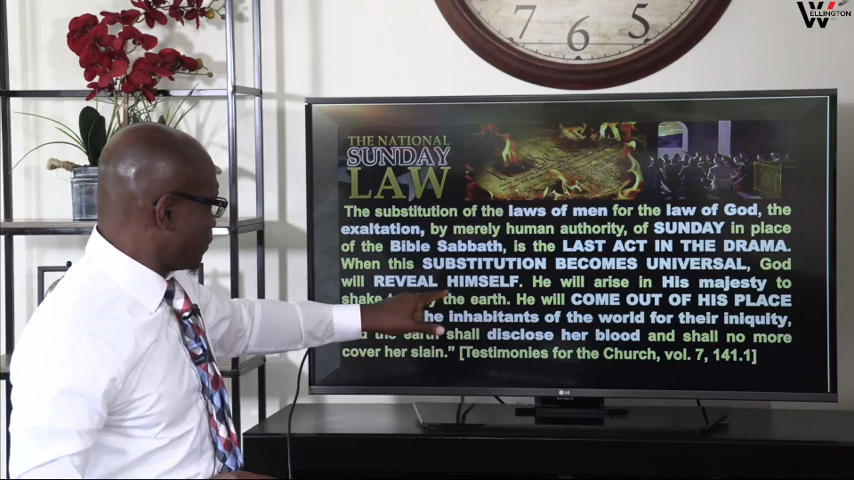 W
ELLINGTON
7
6
5
THE NATIONAL
SUNDAY
LAW
The substitution of the laws of men for the law of God, the
exaltation, by merely human authority, of SUNDAY in place
of the Bible Sabbath, is the LAST ACT IN THE DRAMA.
When this SUBSTITUTION BECOMES UNIVERSAL, God
will REVEAL HIMSELF. He will arise in His majesty to
shake the earth. He will COME OUT OF HIS PLACE
he inhabitants of the world for their iniquity,
the earth shall disclose her blood and shall no more
cover her slain.” [Testimonies for the Church, vol. 7, 141.1]
LG